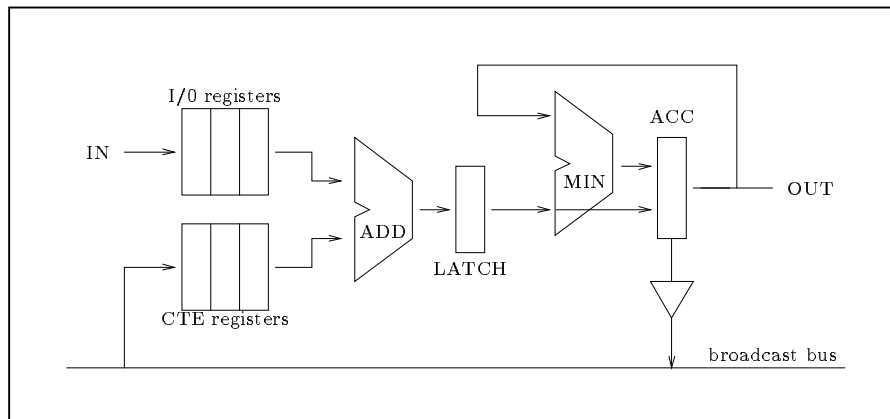 I/0 registers
ACC
IN
MIN
OUT
ADD
LATCH
CTE registers
broadcast bus